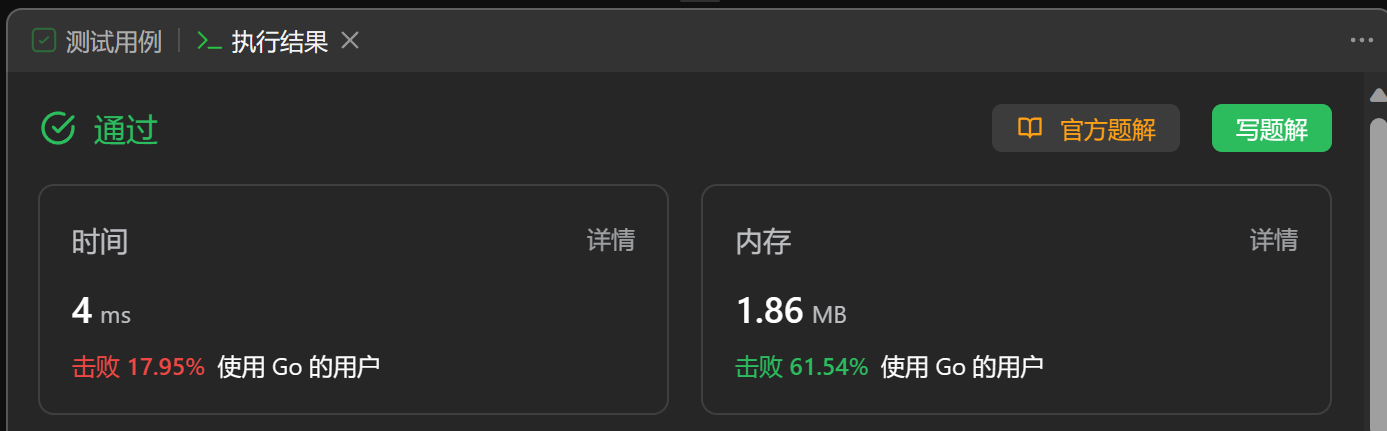 测试用例 执行结果
通过 官方题解 写题解
时间 详情
4 ms
击败 17.95% 使用 Go 的用户
内存 详情
1.86 MB
击败 61.54% 使用 Go 的用户